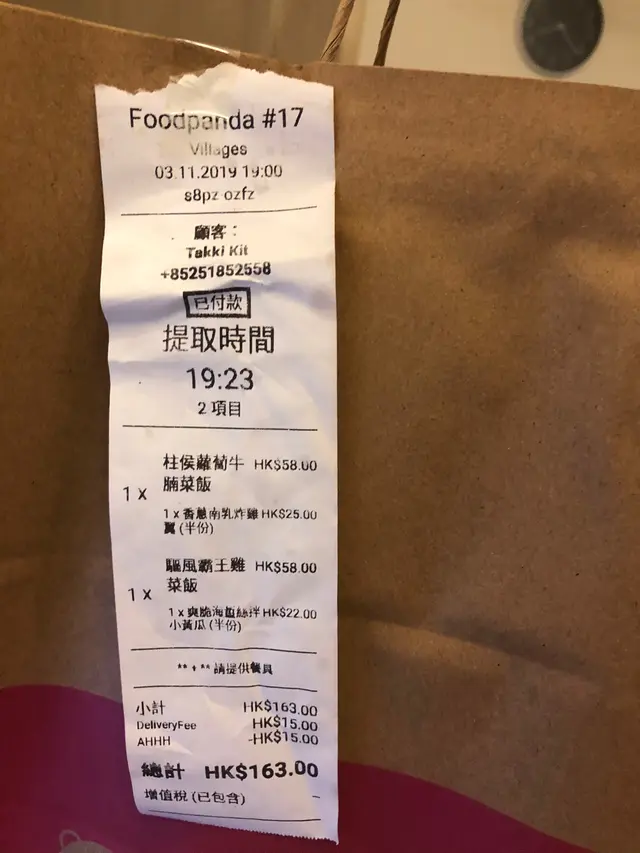 Foodpanda #17
Villages
03.11.2019 19:00
s8pz-ozfz
顧客：
Takki Kit
+85251852558
已付款
提取時間
19:23
2 項目
柱侯蘿蔔牛 HK$58.00
1 x 腩菜飯
1 x 香蔥南乳炸雞 HK$25.00
翼 (半份)
驅風霸王雞 HK$58.00
1 x 菜飯
1 x 爽脆海蜇絲拌 HK$22.00
小黃瓜 (半份)
** + ** 請提供餐具
小計 HK$163.00
DeliveryFee HK$15.00
AHHH -HK$15.00
總計 HK$163.00
增值稅 (已包含) -